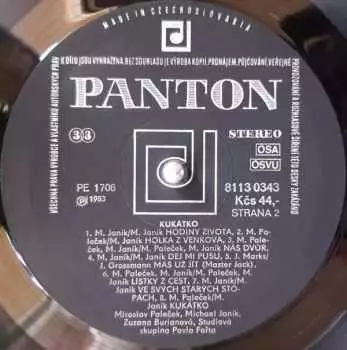 MADE IN CZECHOSLOVAKIA
K DÍLU JSOU VYHRAZENA. BEZ SOUHLASU JE VÝROBA KOPIÍ, PRONÁJEM, PŮJČOVÁNÍ, VEŘEJNÉ
PROVOZOVÁNÍ A ROZHLASOVÉ ŠÍŘENÍ TÉTO DESKY ZAKÁZÁNO
VŠECHNA PRÁVA VÝROBCE A VLASTNÍKŮ AUTORSKÝCH PRÁV
PANTON
33
STEREO
OSA
OSVU
PE 1706
℗ 1983
8113 0343
Kčs 44,-
STRANA 2
KUKÁTKO
1. M. Janík/M. Janík HODINY ŽIVOTA, 2. M. Pa-
leček/M. Janík HOLKA Z VENKOVA, 3. M. Pale-
ček, M. Janík/M. Paleček, M. Janík NÁŠ DVŮR,
4. M. Janík/M. Janík DEJ MI PUSU, 5. J. Marks/
J. Grossmann MÁŠ UŽ JÍT (Master Jack),
6. M. Paleček, M. Janík/M. Paleček, M. Ja-
ník LÍSTKY Z CEST, 7. M. Janík/M.
Janík VE SVÝCH STARÝCH STO-
PÁCH, 8. M. Paleček/M.
Janík KUKÁTKO
Miroslav Paleček, Michael Janík,
Zuzana Burianová, Studiová
skupina Pavla Fořta